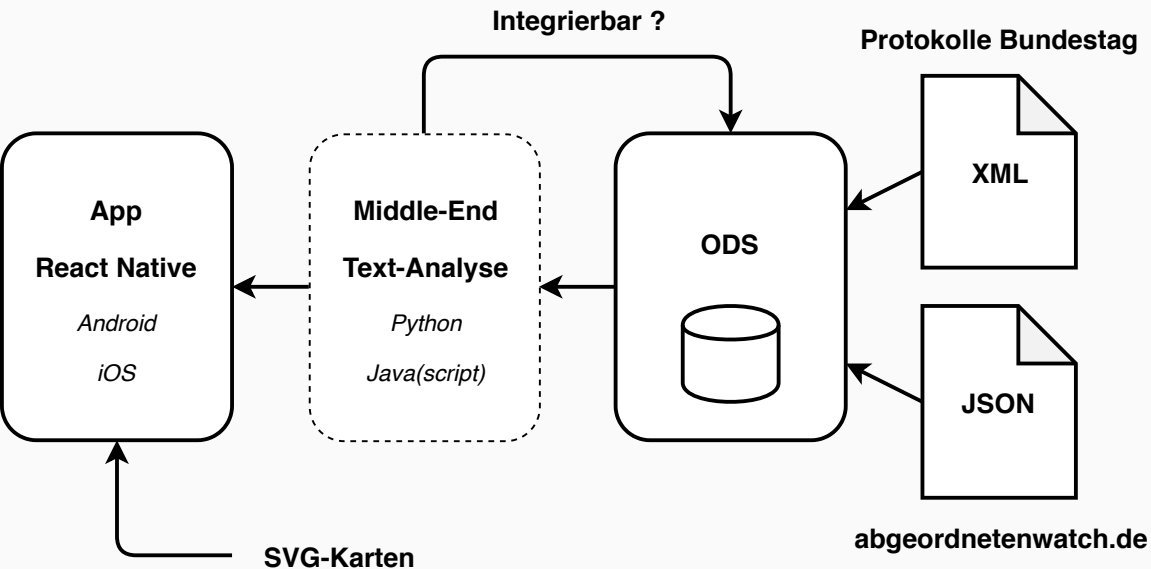 Integrierbar ?
Protokolle Bundestag
App
React Native
Android
iOS
Middle-End
Text-Analyse
Python
Java(script)
ODS
XML
JSON
abgeordnetenwatch.de
SVG-Karten